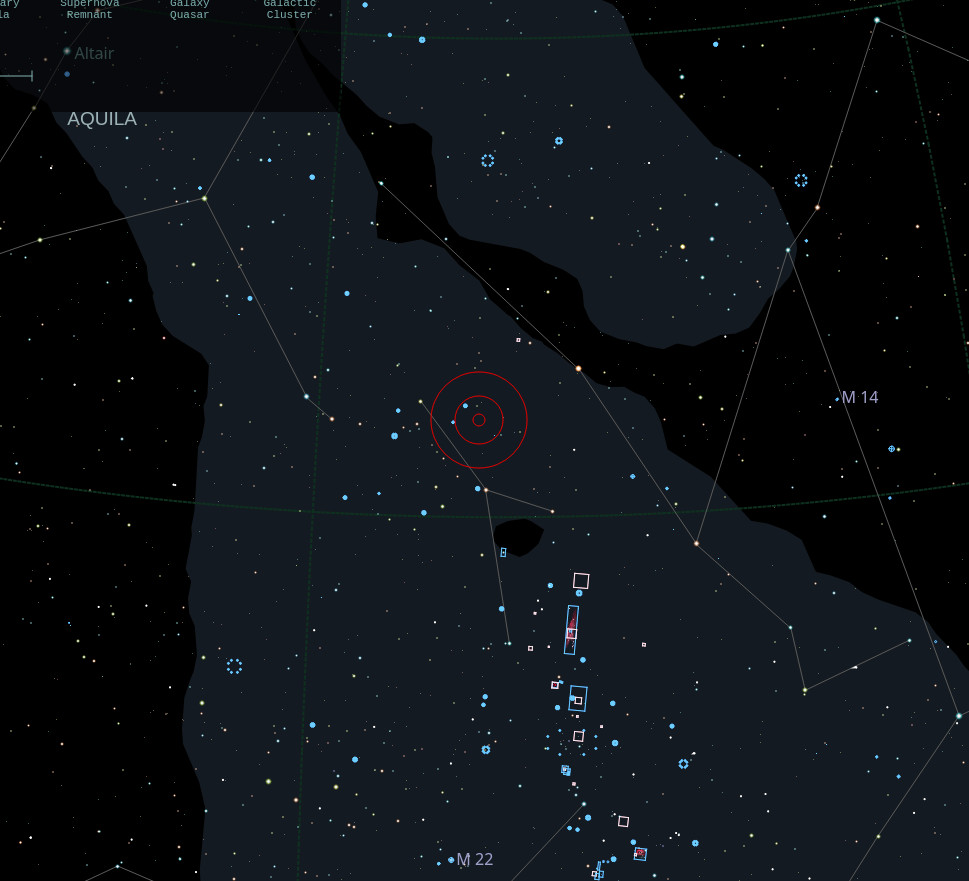 Supernova Galaxy Galactic
Remnant Quasar Cluster
Altair
AQUILA
M 14
M 22